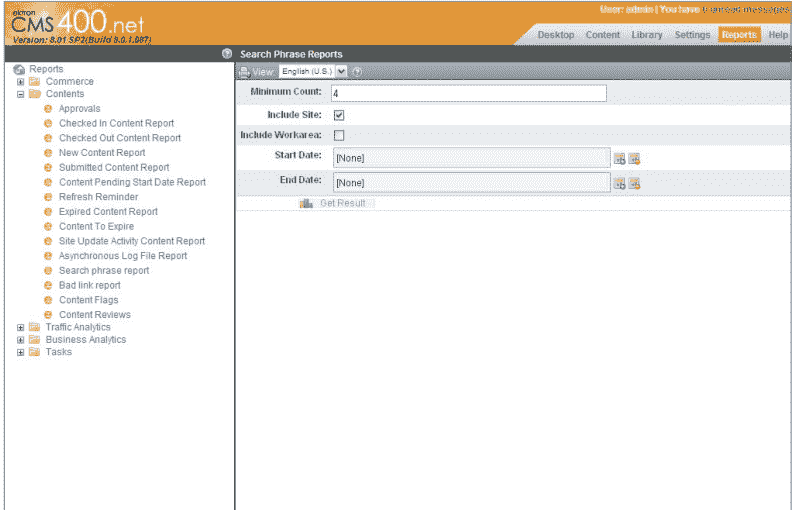 User: admin | You have 0 unread messages
ektron
CMS400.net
Version: 8.01 SP2(Build 8.0.1.087)
Desktop Content Library Settings Reports Help
Search Phrase Reports
View: English (U.S.)
Reports
Commerce
Contents
Approvals
Checked In Content Report
Checked Out Content Report
New Content Report
Submitted Content Report
Content Pending Start Date Report
Refresh Reminder
Expired Content Report
Content To Expire
Site Update Activity Content Report
Asynchronous Log File Report
Search phrase report
Bad link report
Content Flags
Content Reviews
Traffic Analytics
Business Analytics
Tasks
Minimum Count: 4
Include Site:
Include Workarea:
Start Date: [None]
End Date: [None]
Get Result